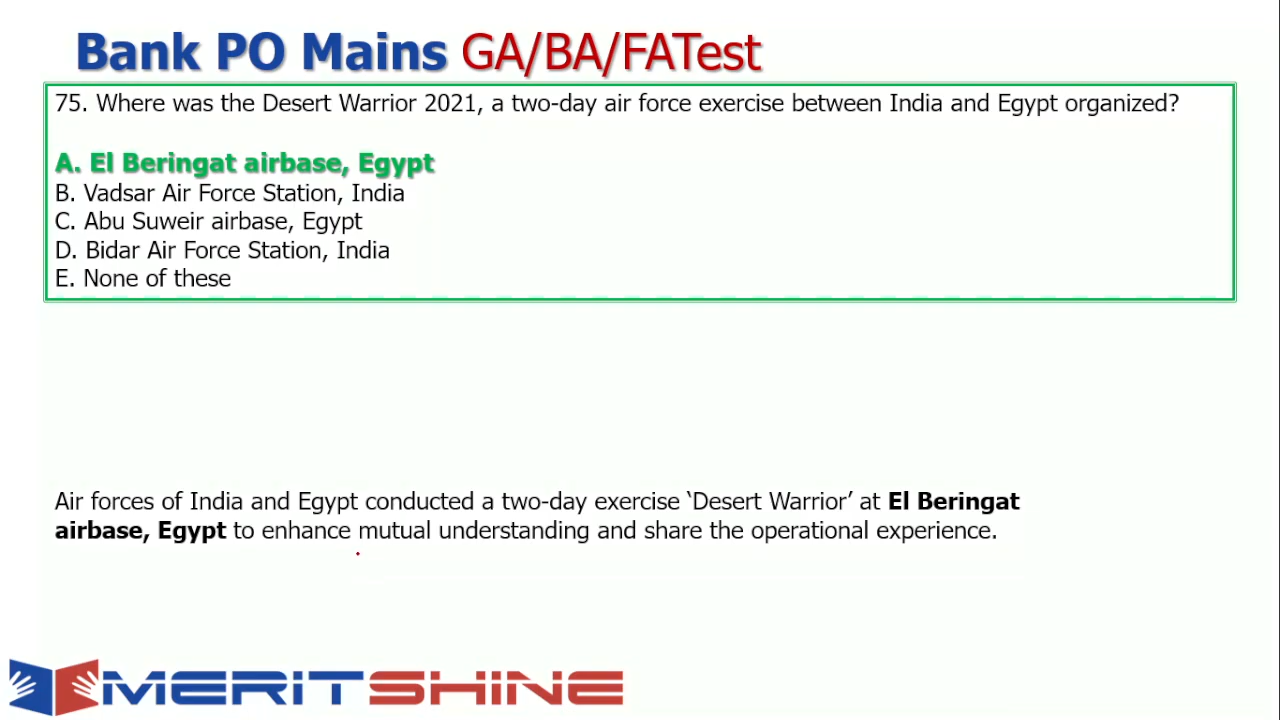 Bank PO Mains GA/BA/FATest
75. Where was the Desert Warrior 2021, a two-day air force exercise between India and Egypt organized?
A. El Beringat airbase, Egypt
B. Vadsar Air Force Station, India
C. Abu Suweir airbase, Egypt
D. Bidar Air Force Station, India
E. None of these
Air forces of India and Egypt conducted a two-day exercise ‘Desert Warrior’ at El Beringat
airbase, Egypt to enhance mutual understanding and share the operational experience.
MERITSHINE